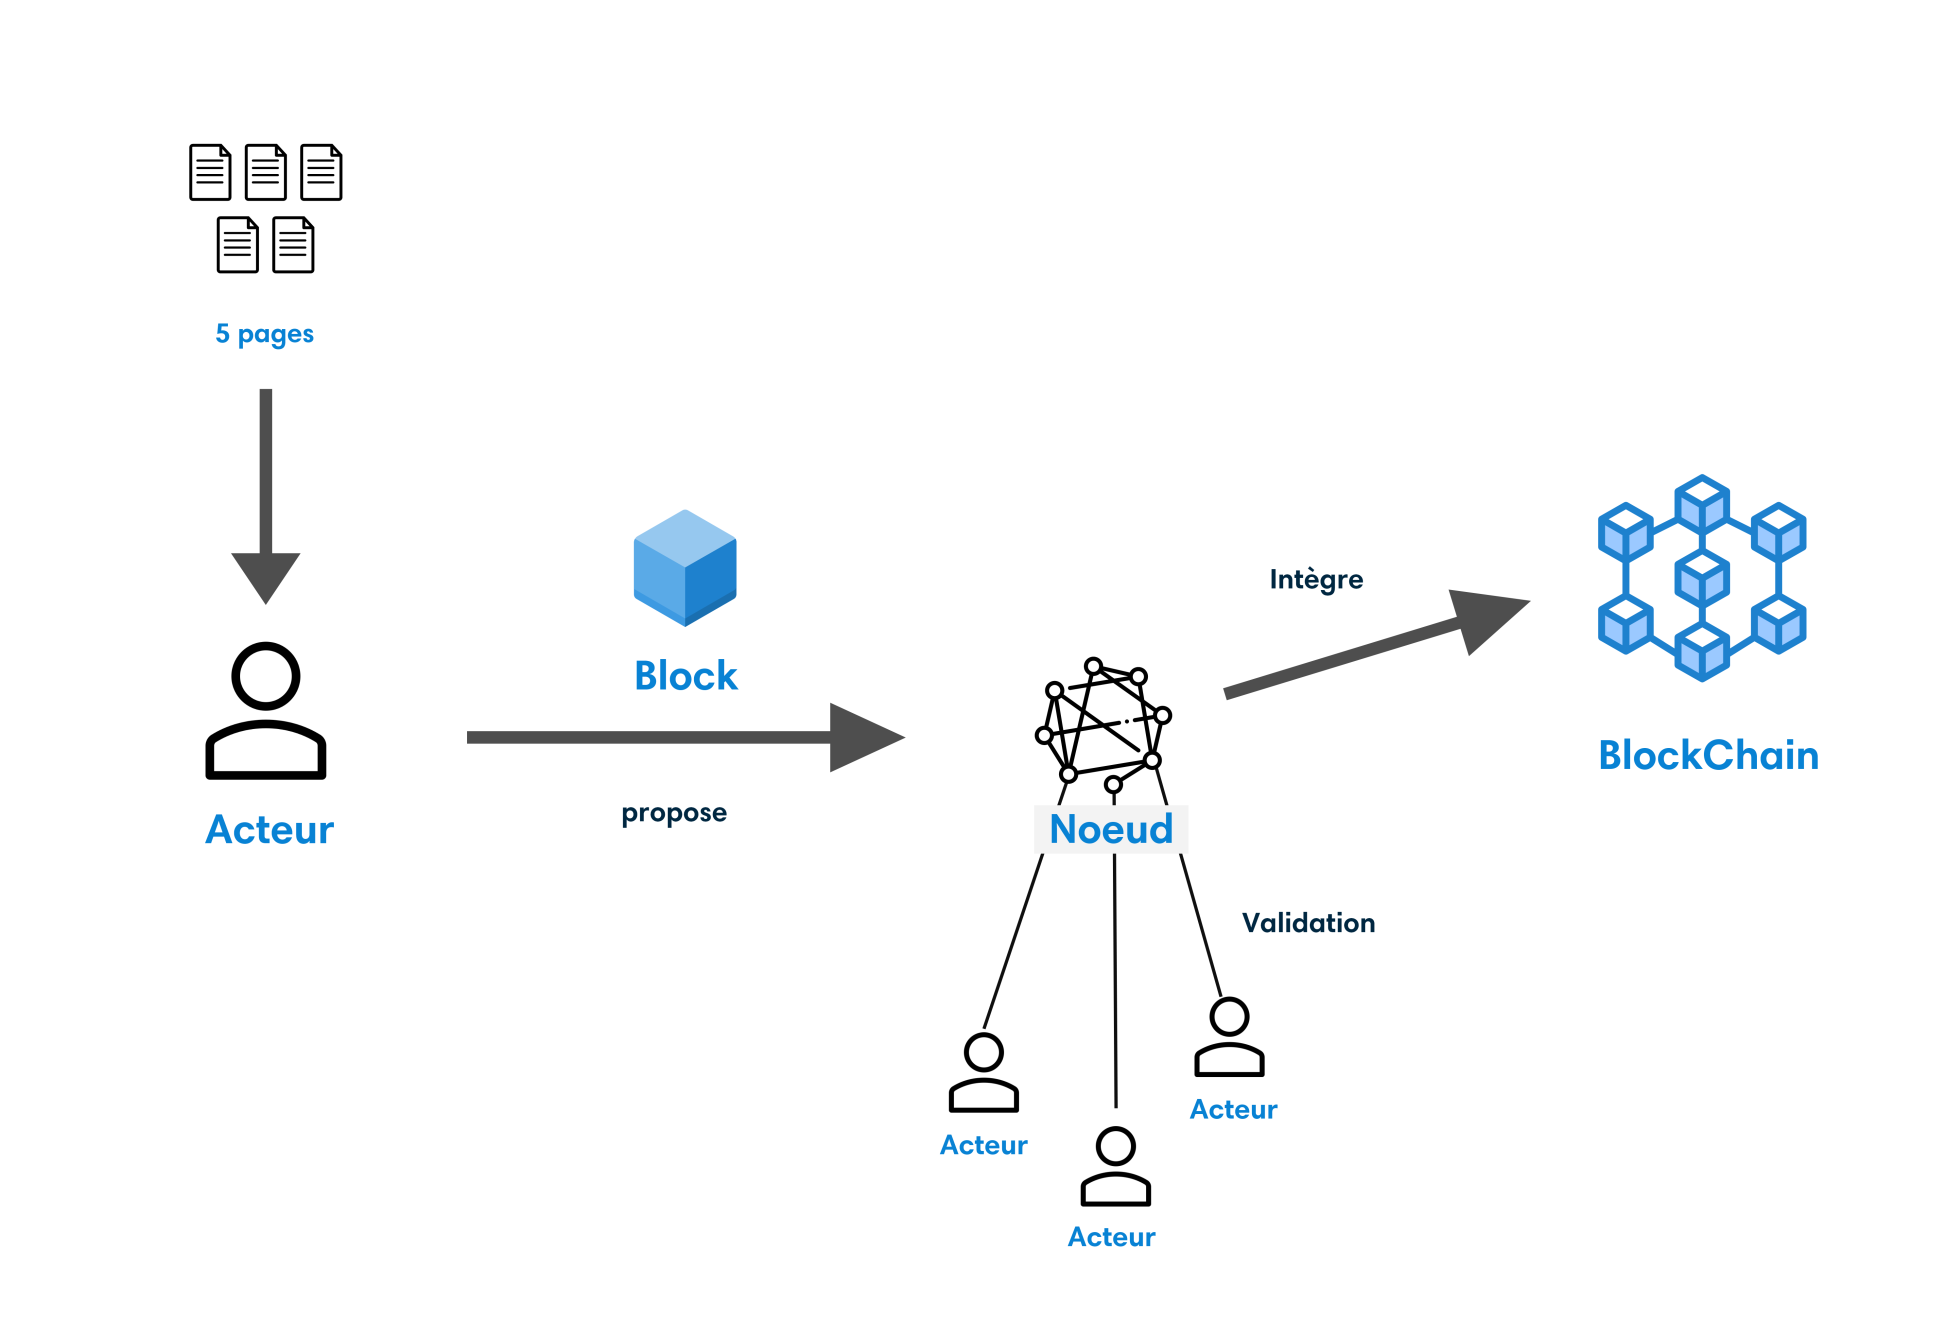 5 pages
Acteur
Block
propose
Noeud
Intègre
BlockChain
Validation
Acteur
Acteur
Acteur